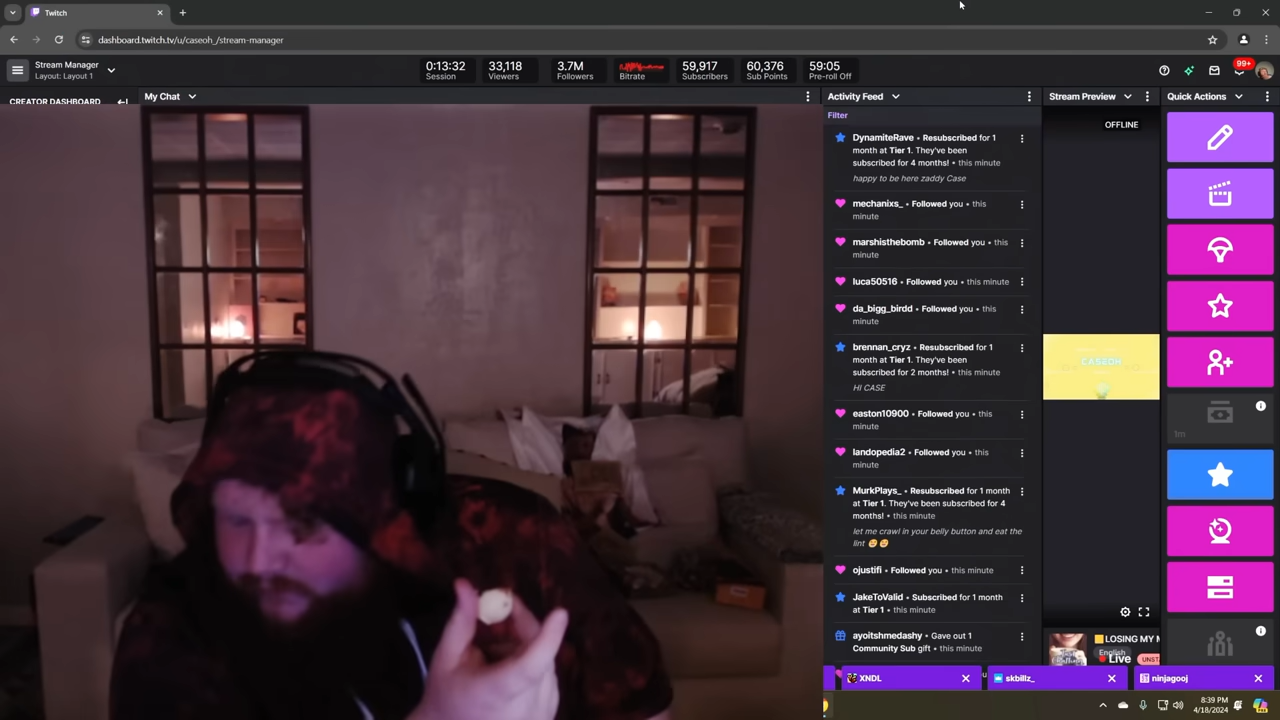 Twitch
dashboard.twitch.tv/u/caseoh_/stream-manager
Stream Manager
Layout: Layout 1
0:13:32
Session
33,118
Viewers
3.7M
Followers
Bitrate
59,917
Subscribers
60,376
Sub Points
59:05
Pre-roll Off
99+
CREATOR DASHBOARD
My Chat
Activity Feed
Stream Preview
Quick Actions
Filter
DynamiteRave • Resubscribed for 1
month at Tier 1. They've been
subscribed for 4 months! • this minute
happy to be here zaddy Case
mechanixs_ • Followed you • this
minute
marshisthebomb • Followed you • this
minute
luca50516 • Followed you • this minute
da_bigg_birdd • Followed you • this
minute
brennan_cryz • Resubscribed for 1
month at Tier 1. They've been
subscribed for 2 months! • this minute
HI CASE
easton10900 • Followed you • this
minute
landopedia2 • Followed you • this
minute
MurkPlays_ • Resubscribed for 1 month
at Tier 1. They've been subscribed for 4
months! • this minute
let me crawl in your belly button and eat the
lint 😋 😋
ojustifi • Followed you • this minute
JakeToValid • Subscribed for 1 month
at Tier 1 • this minute
ayoitshmedashy • Gave out 1
Community Sub gift • this minute
OFFLINE
CASEOH
1m
LOSING MY M
English
Live
UNST
XNDL
skbillz_
ninjagooj
8:39 PM
4/18/2024